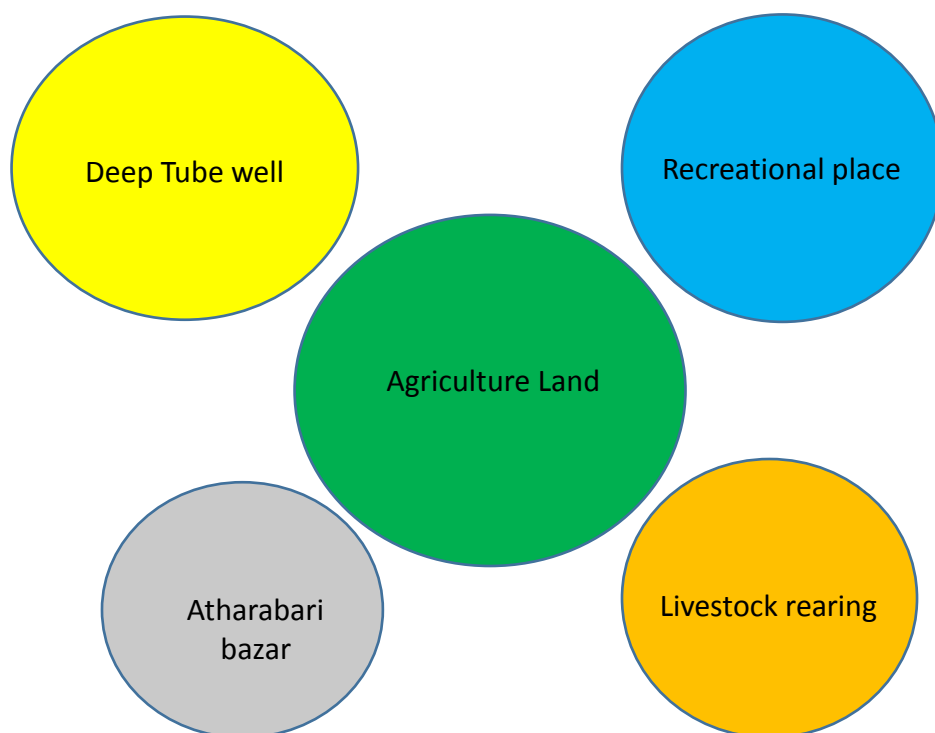 Deep Tube well
Recreational place
Agriculture Land
Atharabari
bazar
Livestock rearing